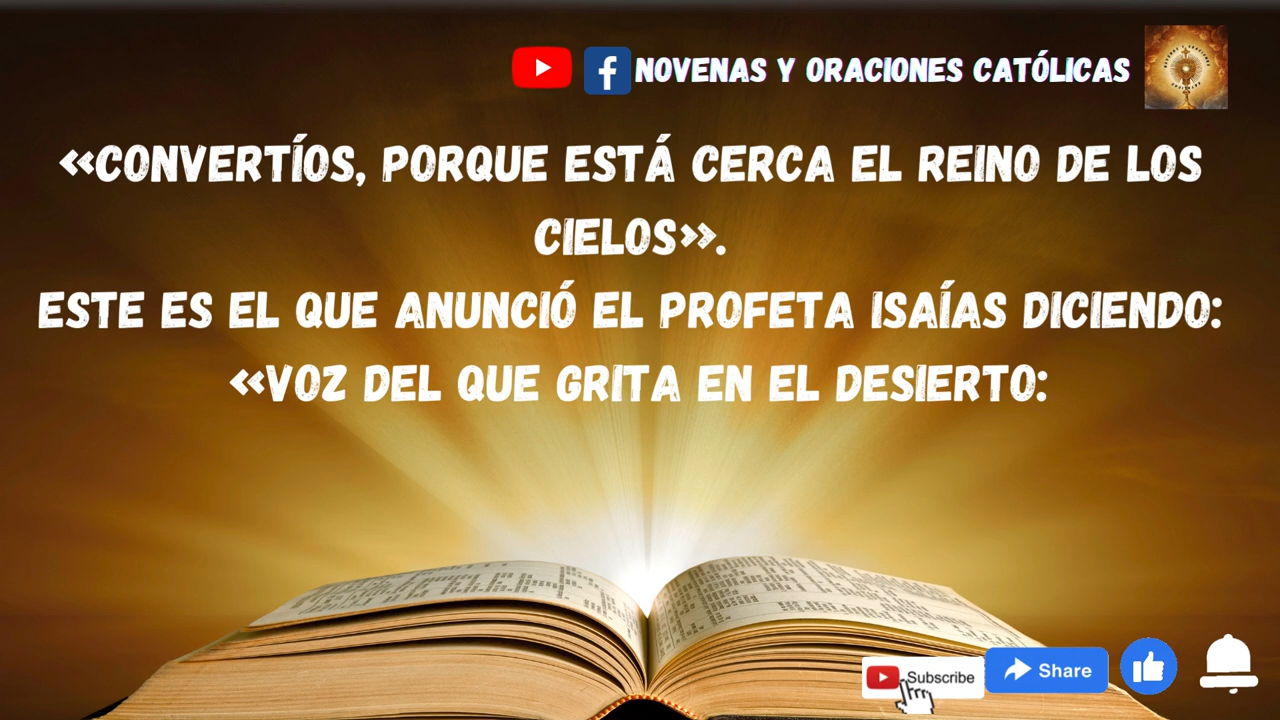 NOVENAS Y ORACIONES CATÓLICAS
«CONVERTÍOS, PORQUE ESTÁ CERCA EL REINO DE LOS
CIELOS».
ESTE ES EL QUE ANUNCIÓ EL PROFETA ISAÍAS DICIENDO:
«VOZ DEL QUE GRITA EN EL DESIERTO:
Subscribe
Share